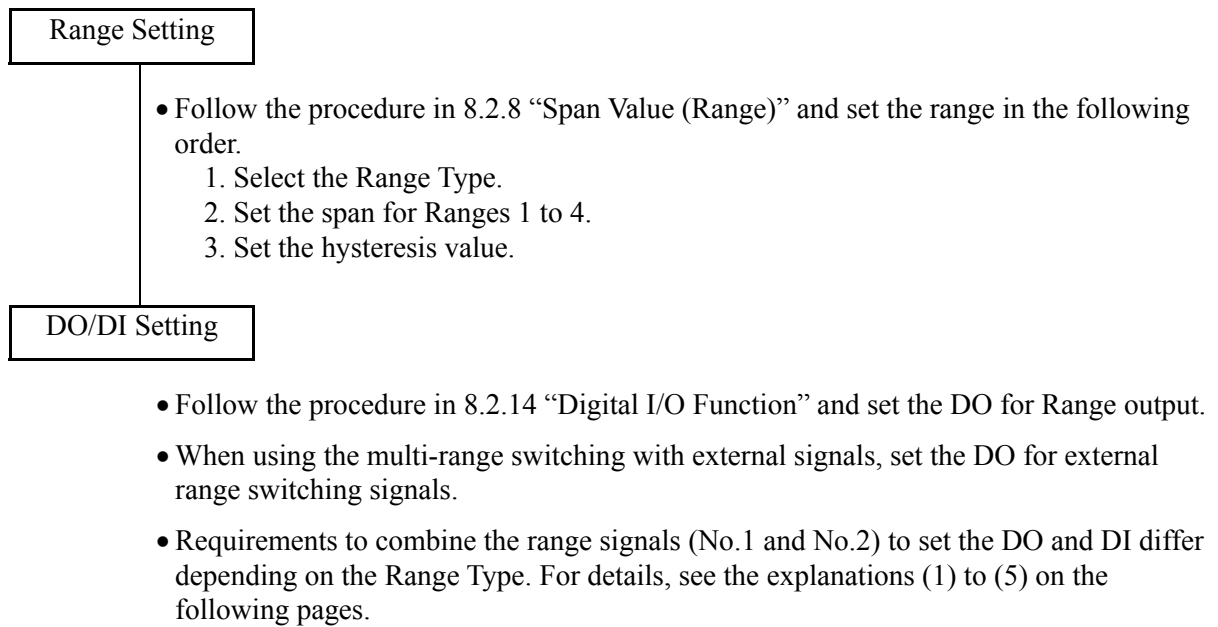 Range Setting
• Follow the procedure in 8.2.8 “Span Value (Range)” and set the range in the following
order.
1. Select the Range Type.
2. Set the span for Ranges 1 to 4.
3. Set the hysteresis value.
DO/DI Setting
• Follow the procedure in 8.2.14 “Digital I/O Function” and set the DO for Range output.
• When using the multi-range switching with external signals, set the DO for external
range switching signals.
• Requirements to combine the range signals (No.1 and No.2) to set the DO and DI differ
depending on the Range Type. For details, see the explanations (1) to (5) on the
following pages.